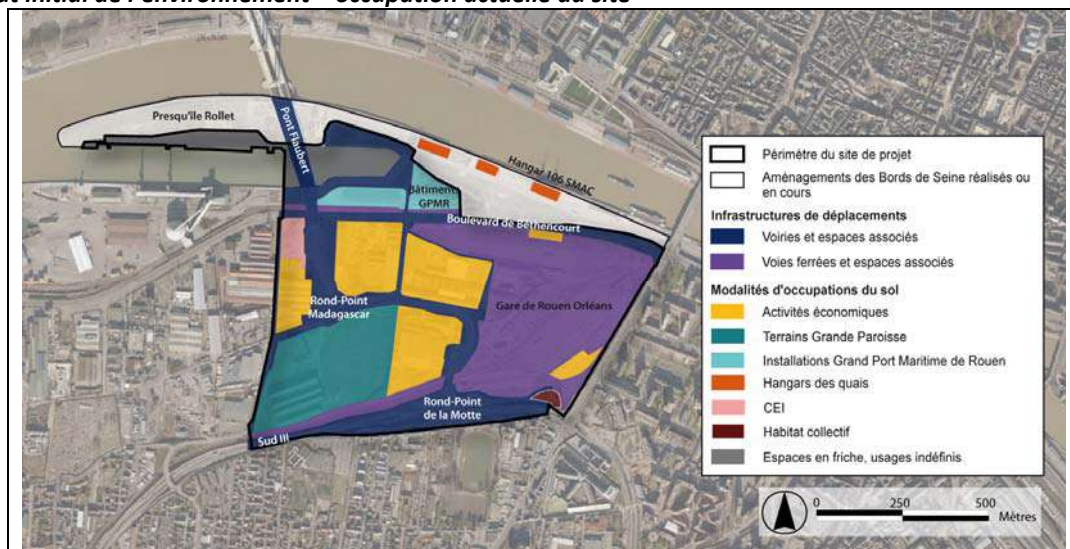 at initial de l'environnement – occupation actuelle du site
Presqu'île Rollet
Pont Flaubert
Hangar 106 SMAC
Bâtiments
GPMR
Boulevard de Béthencourt
Gare de Rouen Orléans
Rond-Point
Madagascar
Rond-Point
de la Motte
Sud III
Périmètre du site de projet
Aménagements des Bords de Seine réalisés ou
en cours
Infrastructures de déplacements
Voiries et espaces associés
Voies ferrées et espaces associés
Modalités d'occupations du sol
Activités économiques
Terrains Grande Paroisse
Installations Grand Port Maritime de Rouen
Hangars des quais
CEI
Habitat collectif
Espaces en friche, usages indéfinis
0 250 500
Mètres